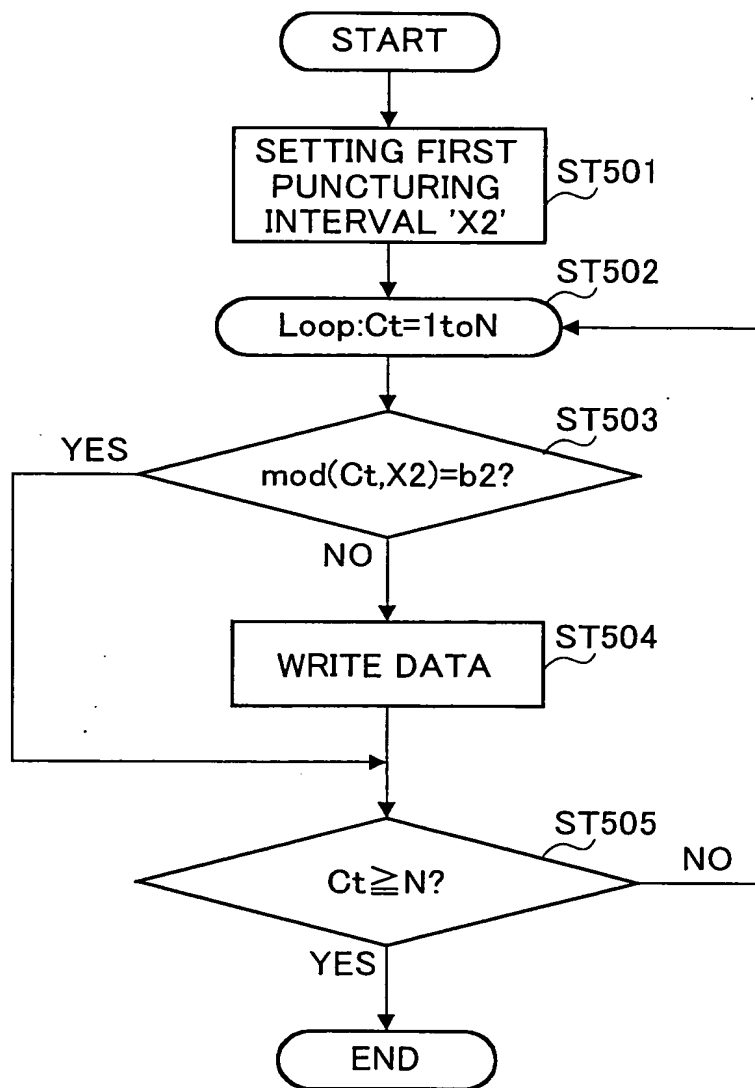 START
SETTING FIRST
PUNCTURING
INTERVAL 'X2'
ST501
ST502
Loop:Ct=1toN
ST503
YES
mod(Ct,X2)=b2?
NO
ST504
WRITE DATA
ST505
Ct≧N?
NO
YES
END